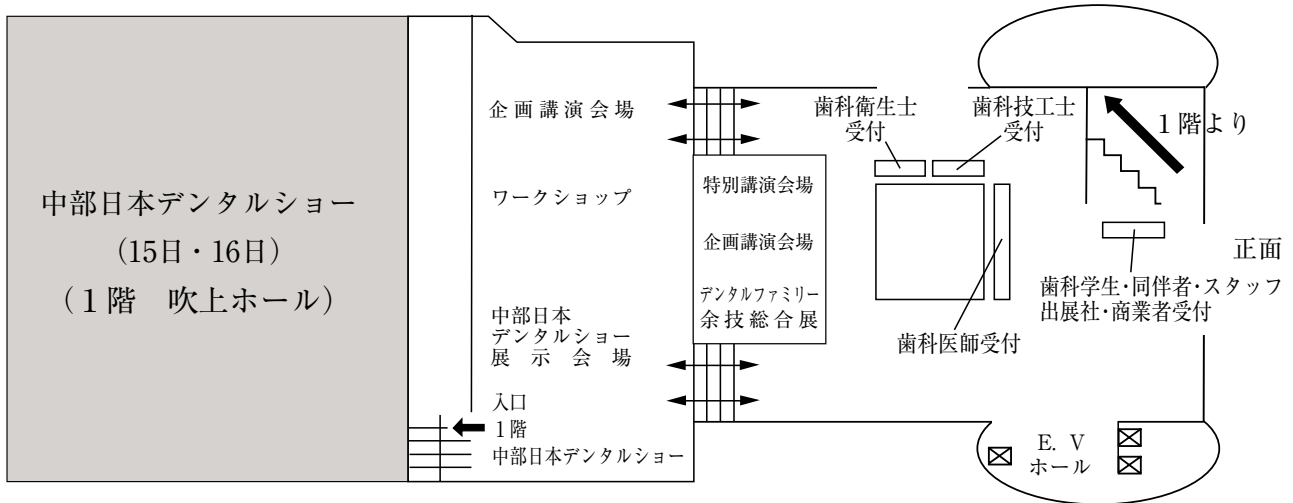 中部日本デンタルショー
(15日・16日)
(1階 吹上ホール)
企画講演会場
ワークショップ
中部日本
デンタルショー
展示会場
入口
1階
中部日本デンタルショー
特別講演会場
企画講演会場
デンタルファミリー
余技総合展
歯科衛生士
受付
歯科技工士
受付
1階より
正面
歯科学生・同伴者・スタッフ
出展社・商業者受付
歯科医師受付
E. V
ホール